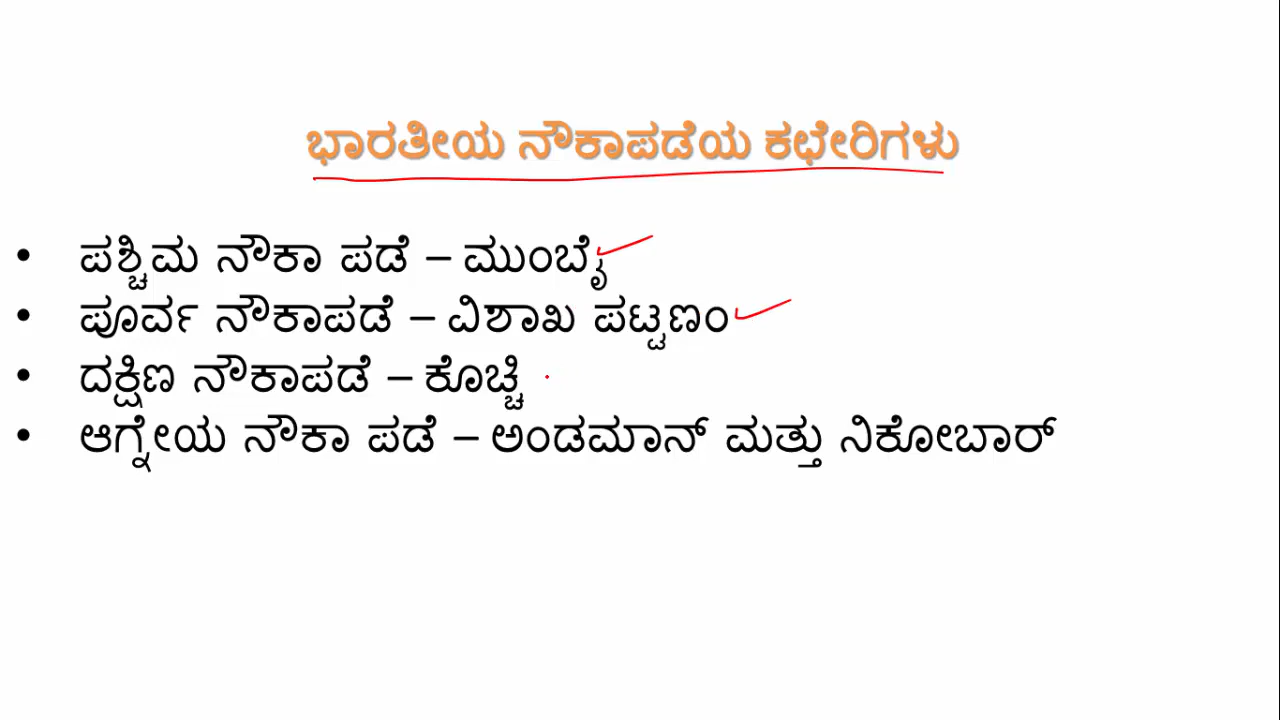 ಭಾರತೀಯ ನೌಕಾಪಡೆಯ ಕಛೇರಿಗಳು
• ಪಶ್ಚಿಮ ನೌಕಾ ಪಡೆ – ಮುಂಬೈ
• ಪೂರ್ವ ನೌಕಾಪಡೆ – ವಿಶಾಖ ಪಟ್ಟಣಂ
• ದಕ್ಷಿಣ ನೌಕಾಪಡೆ – ಕೊಚ್ಚಿ
• ಆಗ್ನೇಯ ನೌಕಾ ಪಡೆ – ಅಂಡಮಾನ್ ಮತ್ತು ನಿಕೋಬಾರ್